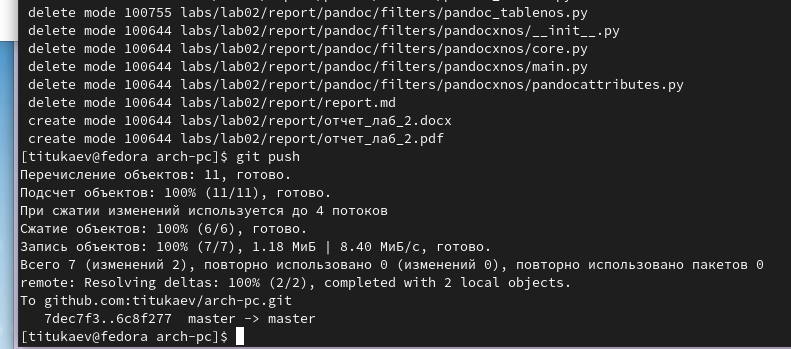 delete mode 100755 labs/lab02/report/pandoc/filters/pandoc_tablenos.py
delete mode 100644 labs/lab02/report/pandoc/filters/pandocxnos/__init__.py
delete mode 100644 labs/lab02/report/pandoc/filters/pandocxnos/core.py
delete mode 100644 labs/lab02/report/pandoc/filters/pandocxnos/main.py
delete mode 100644 labs/lab02/report/pandoc/filters/pandocxnos/pandocattributes.py
delete mode 100644 labs/lab02/report/report.md
create mode 100644 labs/lab02/report/отчет_ла6_2.docx
create mode 100644 labs/lab02/report/отчет_ла6_2.pdf
[titukaev@fedora arch-pc]$ git push
Перечисление объектов: 11, готово.
Подсчет объектов: 100% (11/11), готово.
При сжатии изменений используется до 4 потоков
Сжатие объектов: 100% (6/6), готово.
Запись объектов: 100% (7/7), 1.18 МиБ | 8.40 МиБ/с, готово.
Всего 7 (изменений 2), повторно использовано 0 (изменений 0), повторно использовано пакетов 0
remote: Resolving deltas: 100% (2/2), completed with 2 local objects.
To github.com:titukaev/arch-pc.git
7dec7f3..6c8f277 master -> master
[titukaev@fedora arch-pc]$